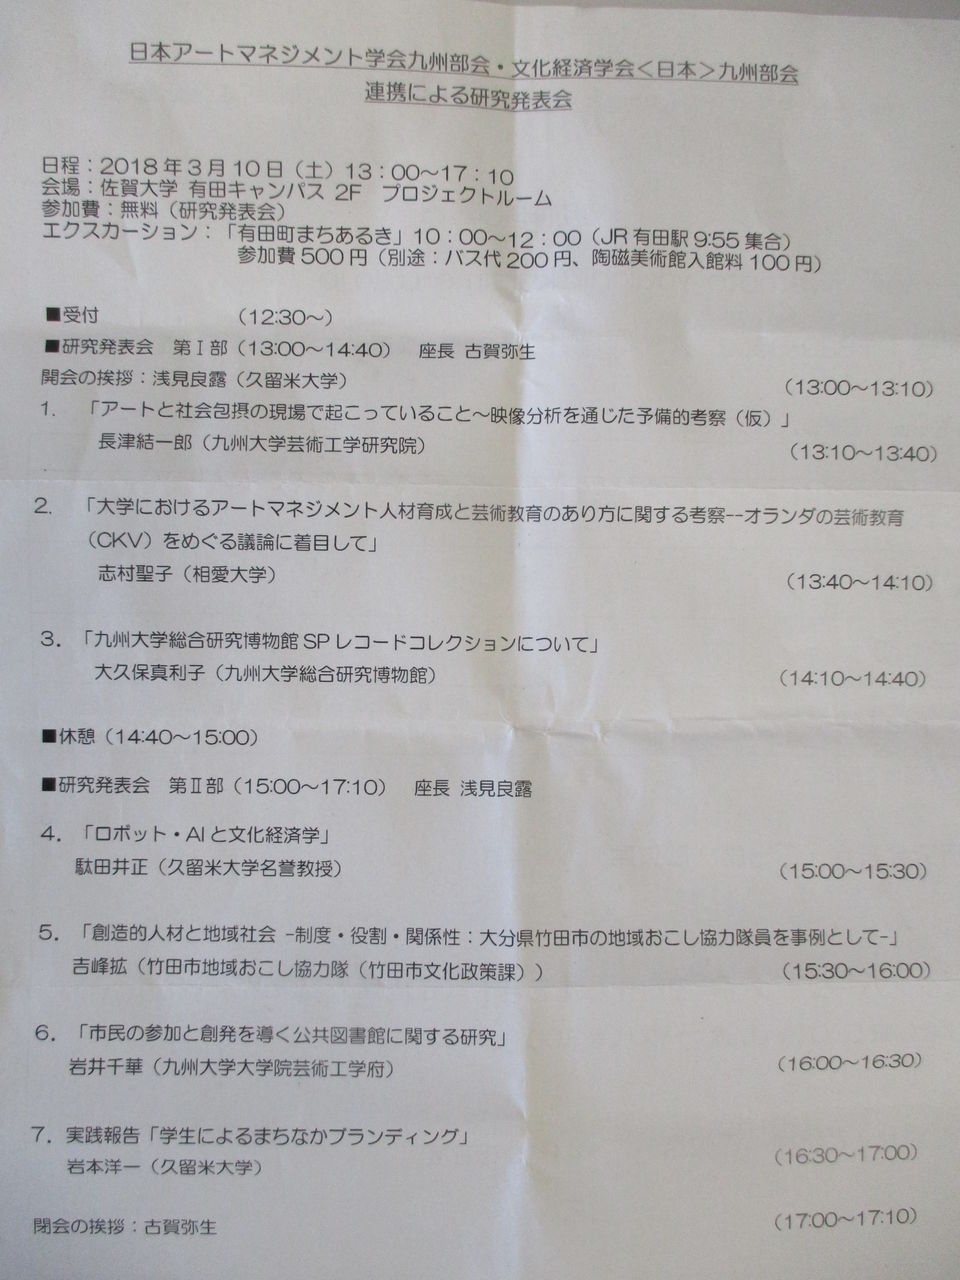 日本アートマネジメント学会九州部会・文化経済学会＜日本＞九州部会
連携による研究発表会
日程：2018年3月10日（土）13：00～17：10
会場：佐賀大学 有田キャンパス 2F　プロジェクトルーム
参加費：無料（研究発表会）
エクスカーション：「有田町まちあるき」10：00～12：00（JR有田駅9:55集合）
参加費500円（別途：バス代200円、陶磁美術館入館料100円）
■受付　（12:30～）
■研究発表会　第Ⅰ部（13:00～14:40）　座長 古賀弥生
開会の挨拶：浅見良露（久留米大学）　（13:00～13:10）
1.　「アートと社会包摂の現場で起こっていること～映像分析を通じた予備的考察（仮）」
長津結一郎（九州大学芸術工学研究院）　（13:10～13:40）
2.　「大学におけるアートマネジメント人材育成と芸術教育のあり方に関する考察--オランダの芸術教育
（CKV）をめぐる議論に着目して」
志村聖子（相愛大学）　（13:40～14:10）
3．「九州大学総合研究博物館SPレコードコレクションについて」
大久保真利子（九州大学総合研究博物館）　（14:10～14:40）
■休憩（14:40～15:00）
■研究発表会　第Ⅱ部（15:00～17:10）　座長 浅見良露
4．「ロボット・AIと文化経済学」
駄田井正（久留米大学名誉教授）　（15:00～15:30）
5．「創造的人材と地域社会 -制度・役割・関係性：大分県竹田市の地域おこし協力隊員を事例として-」
吉峰拡（竹田市地域おこし協力隊（竹田市文化政策課））　（15:30～16:00）
6．「市民の参加と創発を導く公共図書館に関する研究」
岩井千華（九州大学大学院芸術工学府）　（16:00～16:30）
7．実践報告「学生によるまちなかブランディング」
岩本洋一（久留米大学）　（16:30～17:00）
閉会の挨拶：古賀弥生　（17:00～17:10）